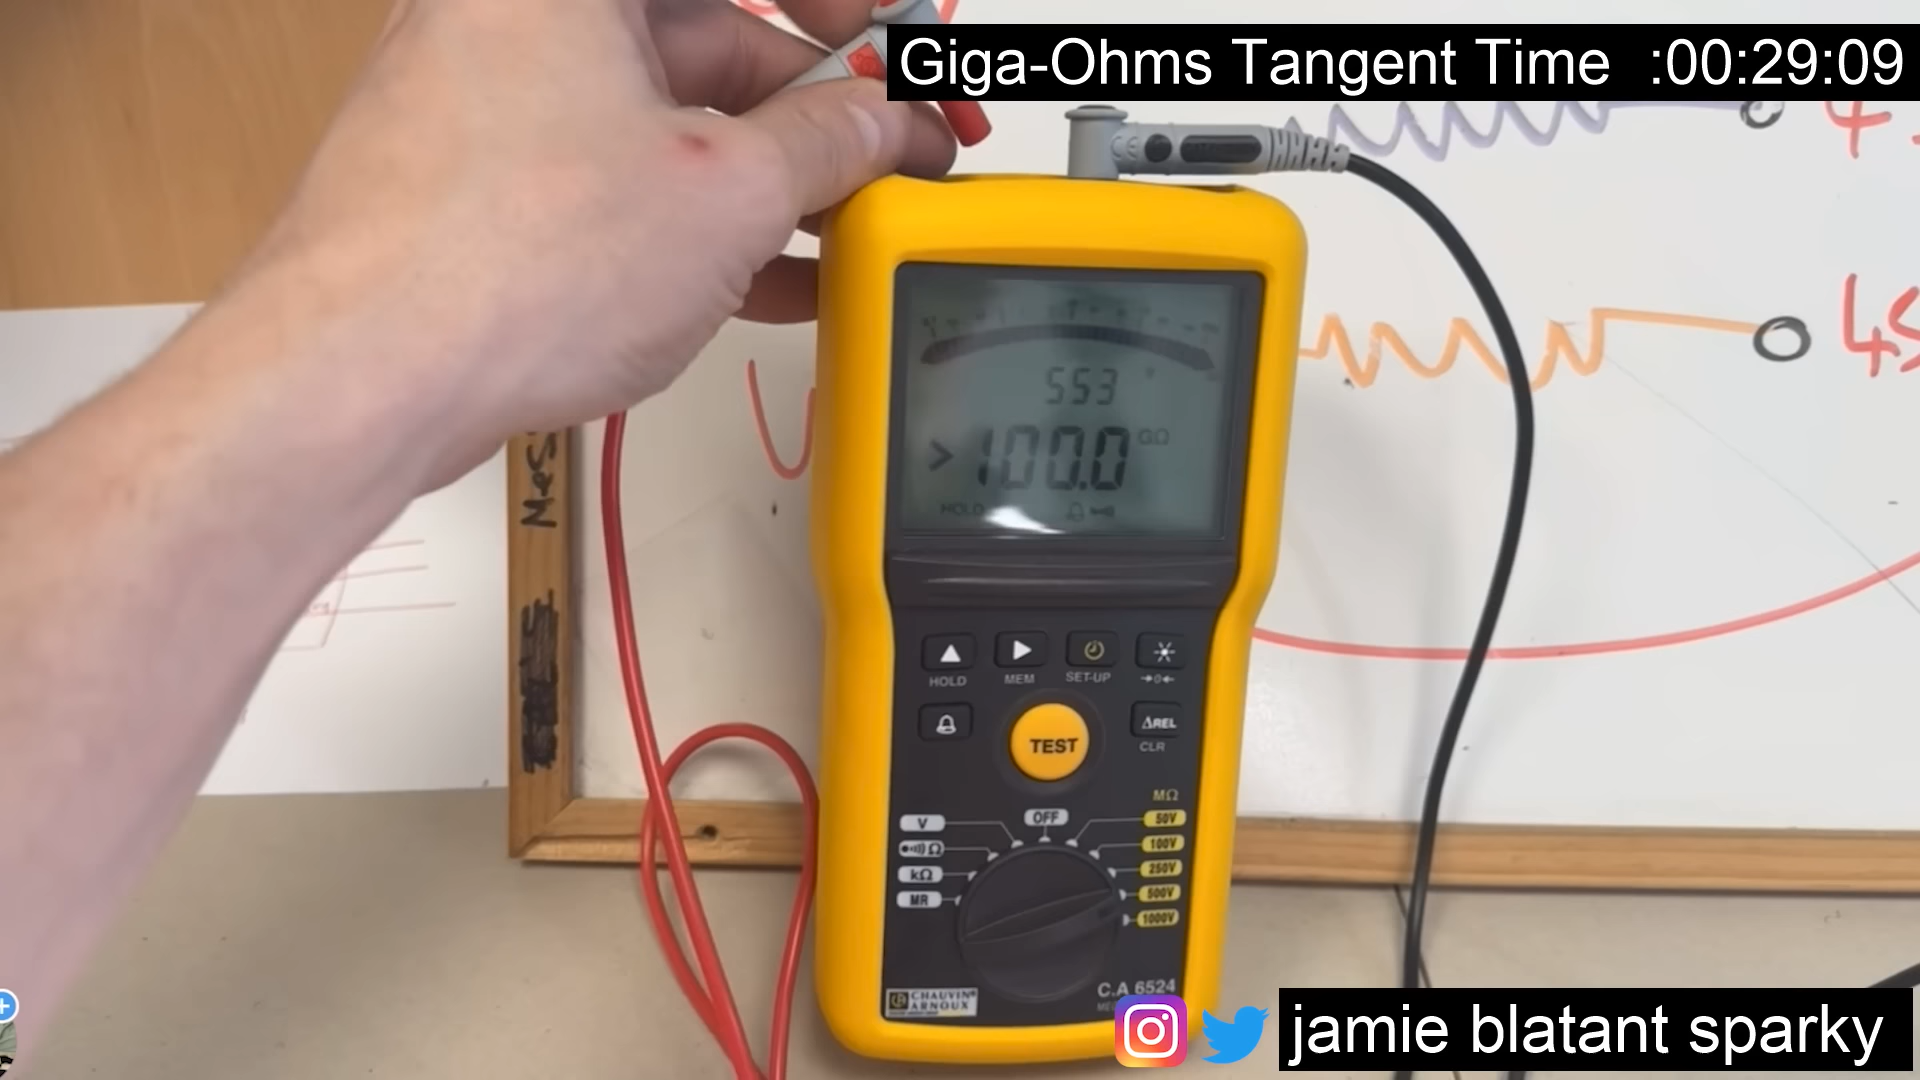 Giga-Ohms Tangent Time :00:29:09
553
> 100.0 GΩ
HOLD
HOLD MEM SET-UP →0←
TEST
ΔREL
CLR
MΩ
OFF
V
Ω
kΩ
MR
50V
100V
250V
500V
1000V
CHAUVIN
ARNOUX
C.A 6524
jamie blatant sparky